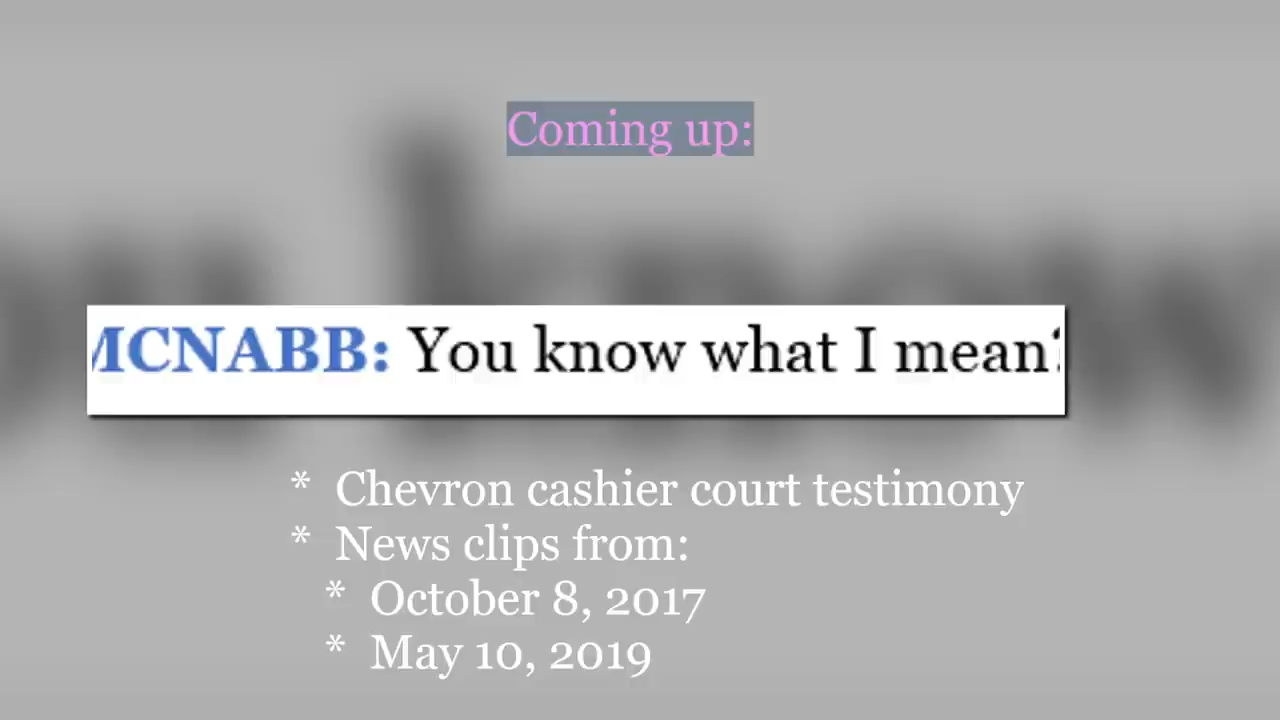 Coming up:
MCNABB: You know what I mean?
* Chevron cashier court testimony
* News clips from:
* October 8, 2017
* May 10, 2019